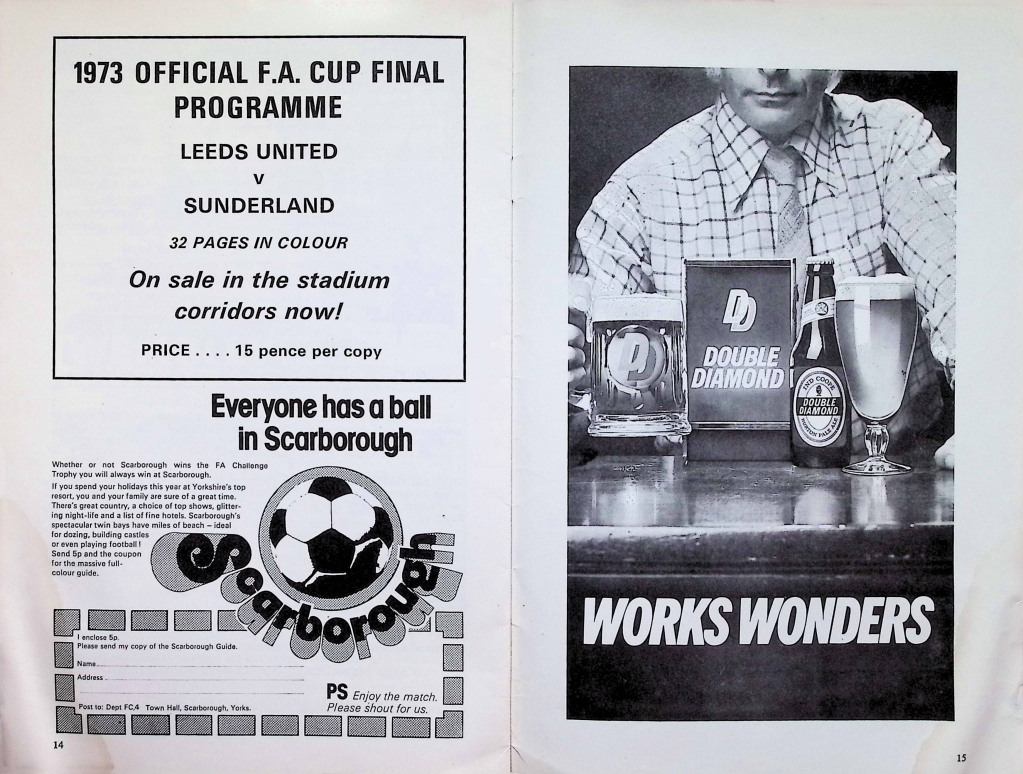 1973 OFFICIAL F.A. CUP FINAL
PROGRAMME
LEEDS UNITED
v
SUNDERLAND
32 PAGES IN COLOUR
On sale in the stadium
corridors now!
PRICE .... 15 pence per copy
Everyone has a ball
in Scarborough
Whether or not Scarborough wins the FA Challenge
Trophy you will always win at Scarborough.
If you spend your holidays this year at Yorkshire's top
resort, you and your family are sure of a great time.
There's great country, a choice of top shows, glitter-
ing night-life and a list of fine hotels. Scarborough's
spectacular twin bays have miles of beach – ideal
for dozing, building castles
or even playing football!
Send 5p and the coupon
for the massive full-
colour guide.
Scarborough
I enclose 5p.
Please send my copy of the Scarborough Guide.
Name
Address
Post to: Dept FC,4 Town Hall, Scarborough, Yorks.
PS Enjoy the match.
Please shout for us.
14
DD
DOUBLE
DIAMOND
DD
IND COOPE
DOUBLE
DIAMOND
BURTON PALE ALE
WORKS WONDERS
15